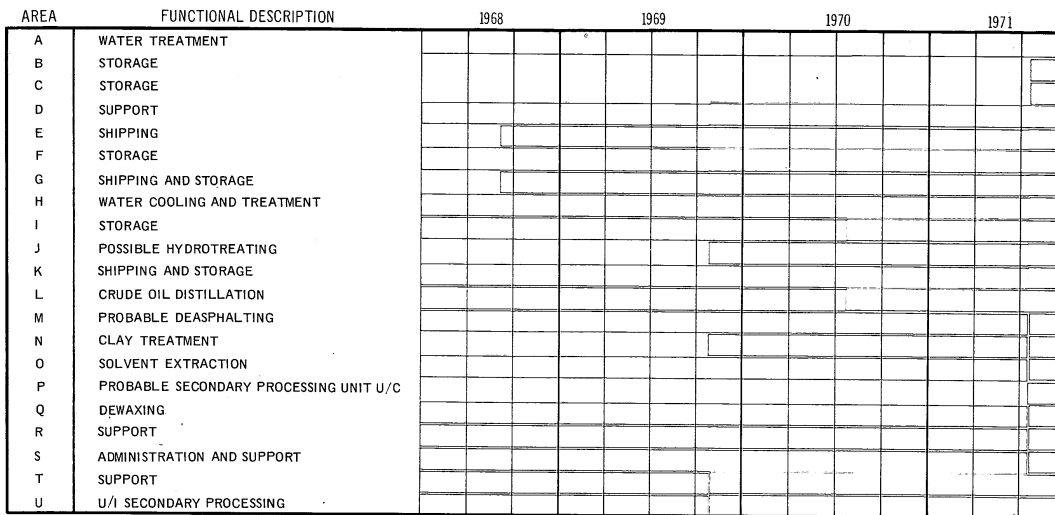 AREA FUNCTIONAL DESCRIPTION 1968 1969 1970 1971
A WATER TREATMENT
B STORAGE
C STORAGE
D SUPPORT
E SHIPPING
F STORAGE
G SHIPPING AND STORAGE
H WATER COOLING AND TREATMENT
I STORAGE
J POSSIBLE HYDROTREATING
K SHIPPING AND STORAGE
L CRUDE OIL DISTILLATION
M PROBABLE DEASPHALTING
N CLAY TREATMENT
O SOLVENT EXTRACTION
P PROBABLE SECONDARY PROCESSING UNIT U/C
Q DEWAXING
R SUPPORT
S ADMINISTRATION AND SUPPORT
T SUPPORT
U U/I SECONDARY PROCESSING